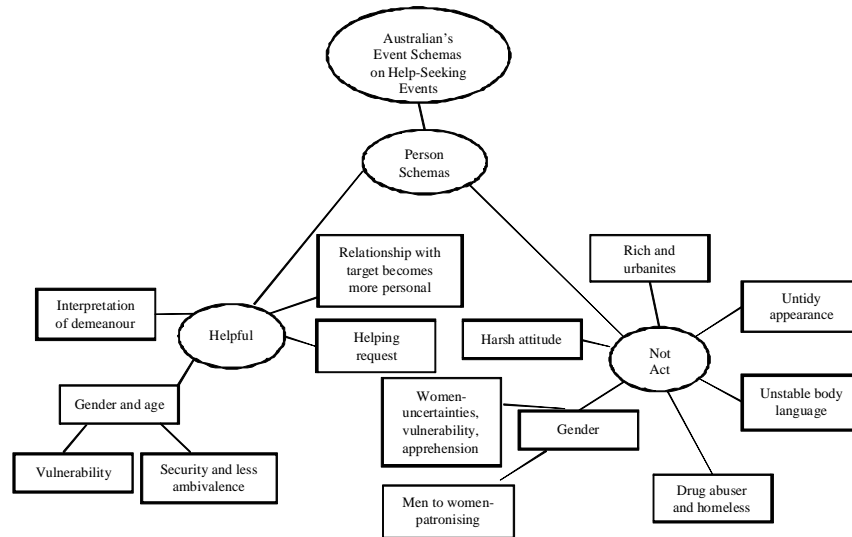 Australian's
Event Schemas
on Help-Seeking
Events
Person
Schemas
Relationship with
target becomes
more personal
Rich and
urbanites
Interpretation
of demeanour
Helpful
Helping
request
Harsh attitude
Not
Act
Untidy
appearance
Gender and age
Women-
uncertainties,
vulnerability,
apprehension
Gender
Unstable body
language
Vulnerability
Security and less
ambivalence
Men to women-
patronising
Drug abuser
and homeless